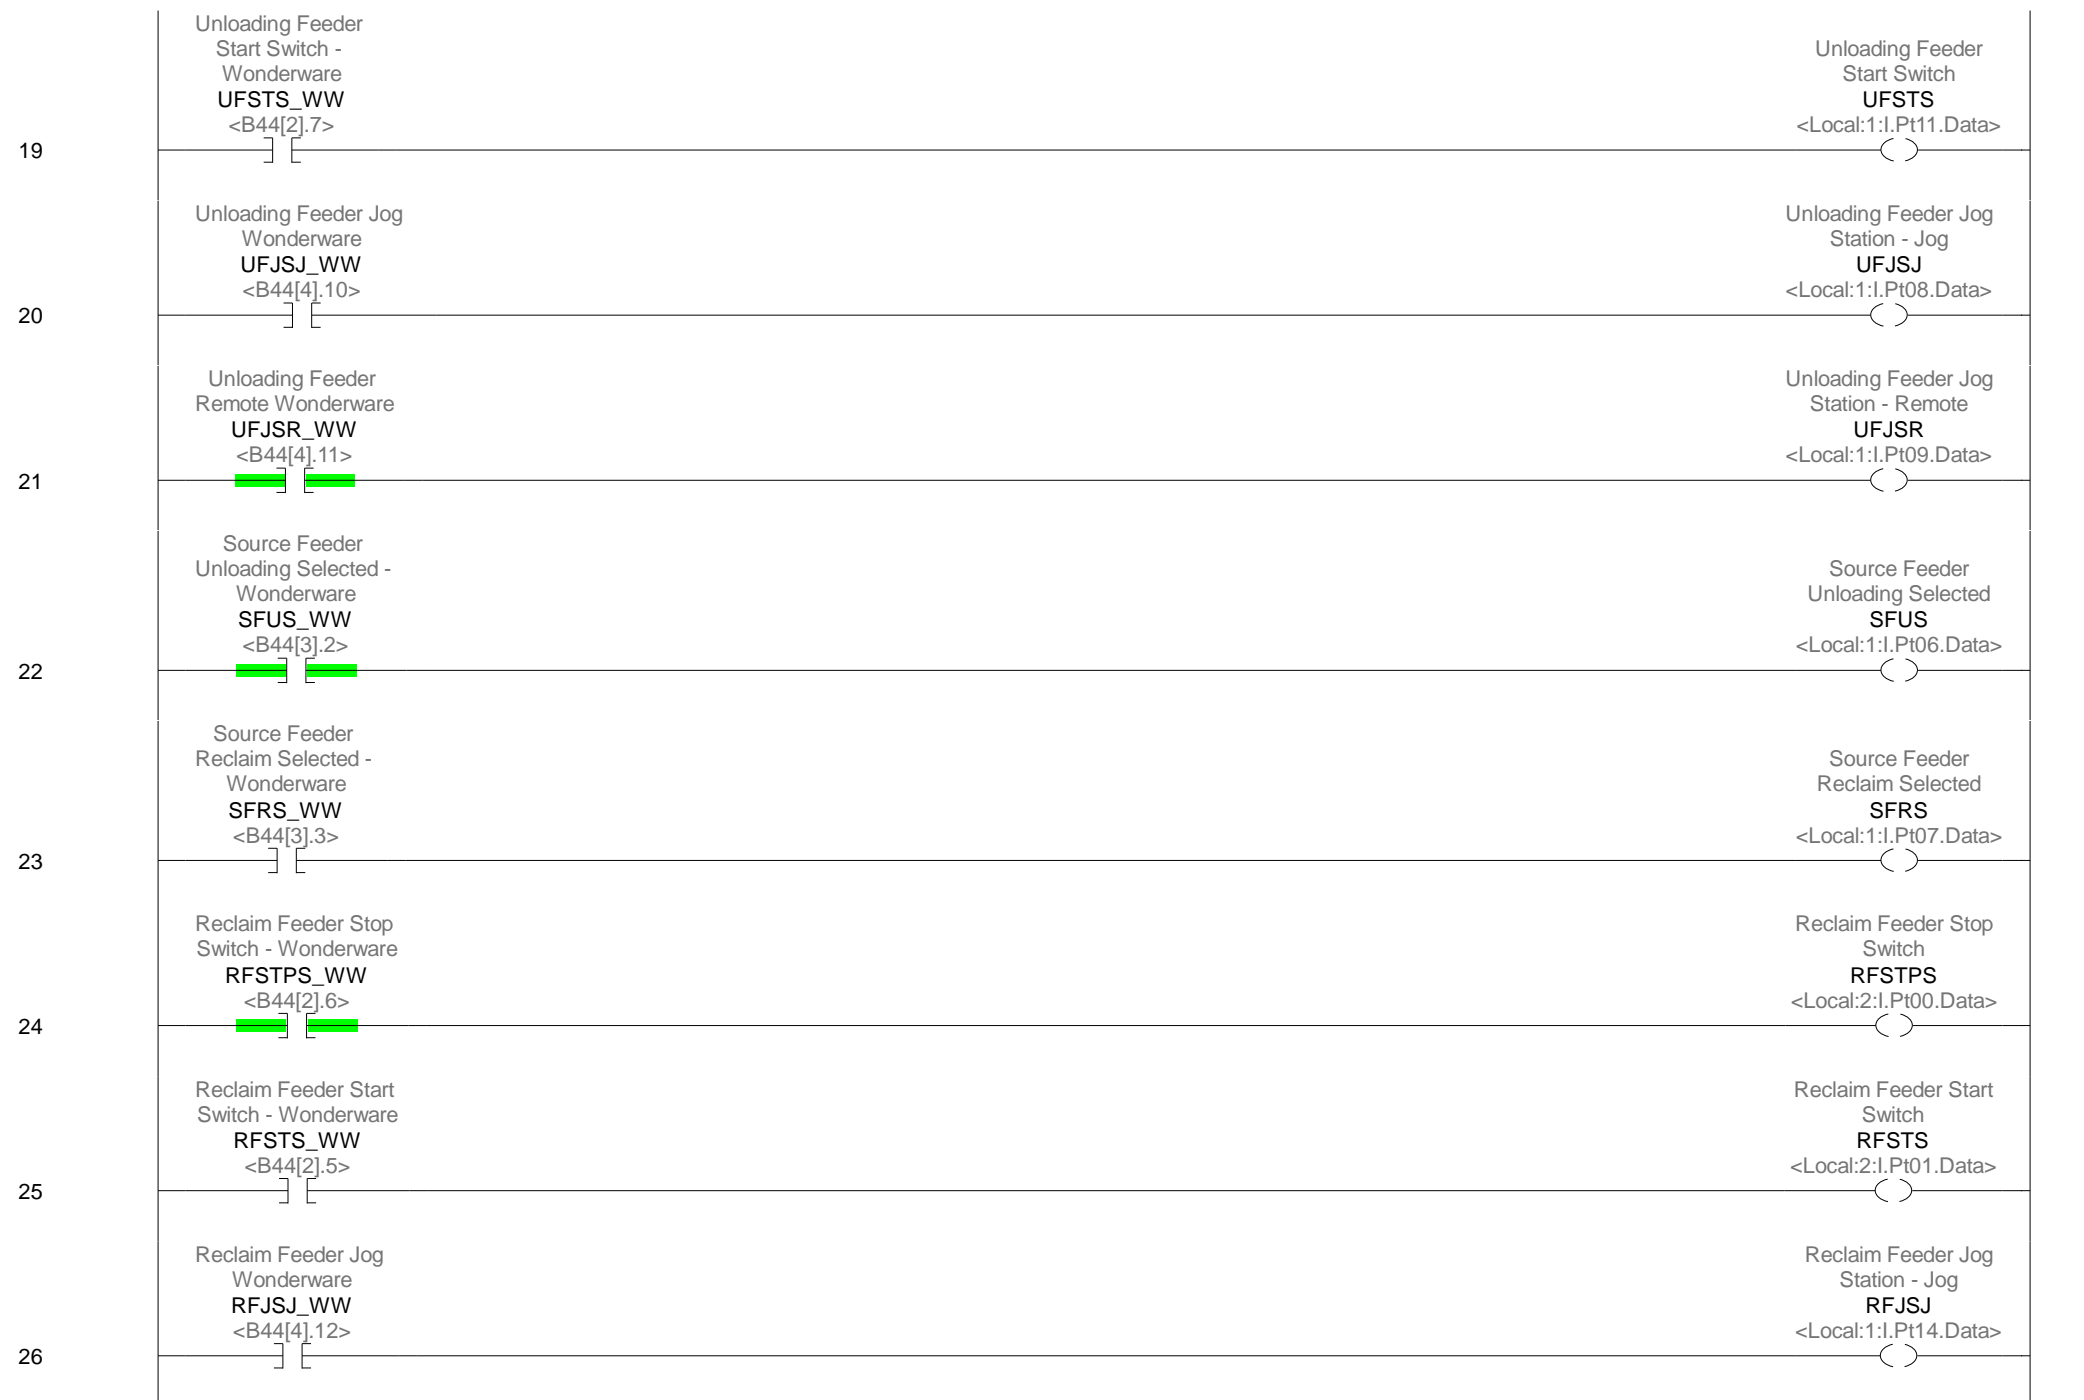 Unloading Feeder
Start Switch -
Wonderware
UFSTS_WW
<B44[2].7>
Unloading Feeder
Start Switch
UFSTS
<Local:1:I.Pt11.Data>
19
Unloading Feeder Jog
Wonderware
UFJSJ_WW
<B44[4].10>
Unloading Feeder Jog
Station - Jog
UFJSJ
<Local:1:I.Pt08.Data>
20
Unloading Feeder
Remote Wonderware
UFJSR_WW
<B44[4].11>
Unloading Feeder Jog
Station - Remote
UFJSR
<Local:1:I.Pt09.Data>
21
Source Feeder
Unloading Selected -
Wonderware
SFUS_WW
<B44[3].2>
Source Feeder
Unloading Selected
SFUS
<Local:1:I.Pt06.Data>
22
Source Feeder
Reclaim Selected -
Wonderware
SFRS_WW
<B44[3].3>
Source Feeder
Reclaim Selected
SFRS
<Local:1:I.Pt07.Data>
23
Reclaim Feeder Stop
Switch - Wonderware
RFSTPS_WW
<B44[2].6>
Reclaim Feeder Stop
Switch
RFSTPS
<Local:2:I.Pt00.Data>
24
Reclaim Feeder Start
Switch - Wonderware
RFSTS_WW
<B44[2].5>
Reclaim Feeder Start
Switch
RFSTS
<Local:2:I.Pt01.Data>
25
Reclaim Feeder Jog
Wonderware
RFJSJ_WW
<B44[4].12>
Reclaim Feeder Jog
Station - Jog
RFJSJ
<Local:1:I.Pt14.Data>
26